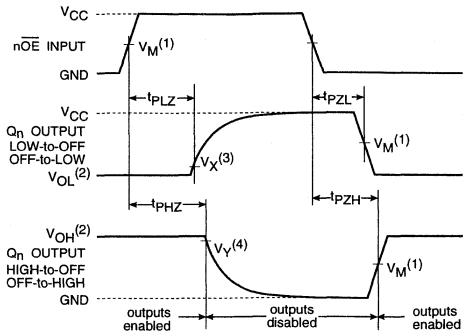 VCC
nOE INPUT
VM(1)
GND
tPLZ
tPZL
VCC
Qn OUTPUT
LOW-to-OFF
OFF-to-LOW
VM(1)
VX(3)
VOL(2)
tPHZ
tPZH
VOH(2)
VY(4)
Qn OUTPUT
HIGH-to-OFF
OFF-to-HIGH
VM(1)
GND
outputs
enabled
outputs
disabled
outputs
enabled